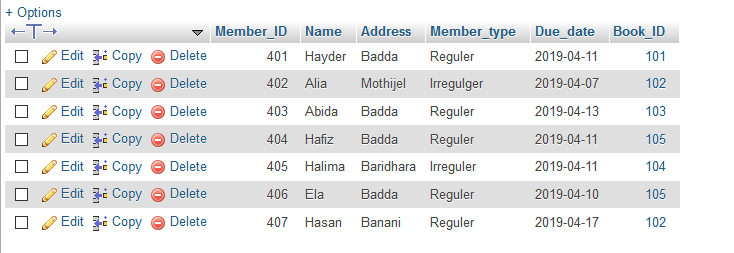 + Options
Member_ID Name Address Member_type Due_date Book_ID
Edit Copy Delete 401 Hayder Badda Reguler 2019-04-11 101
Edit Copy Delete 402 Alia Mothijel Irregulger 2019-04-07 102
Edit Copy Delete 403 Abida Badda Reguler 2019-04-13 103
Edit Copy Delete 404 Hafiz Badda Reguler 2019-04-11 105
Edit Copy Delete 405 Halima Baridhara Irreguler 2019-04-11 104
Edit Copy Delete 406 Ela Badda Reguler 2019-04-10 105
Edit Copy Delete 407 Hasan Banani Reguler 2019-04-17 102